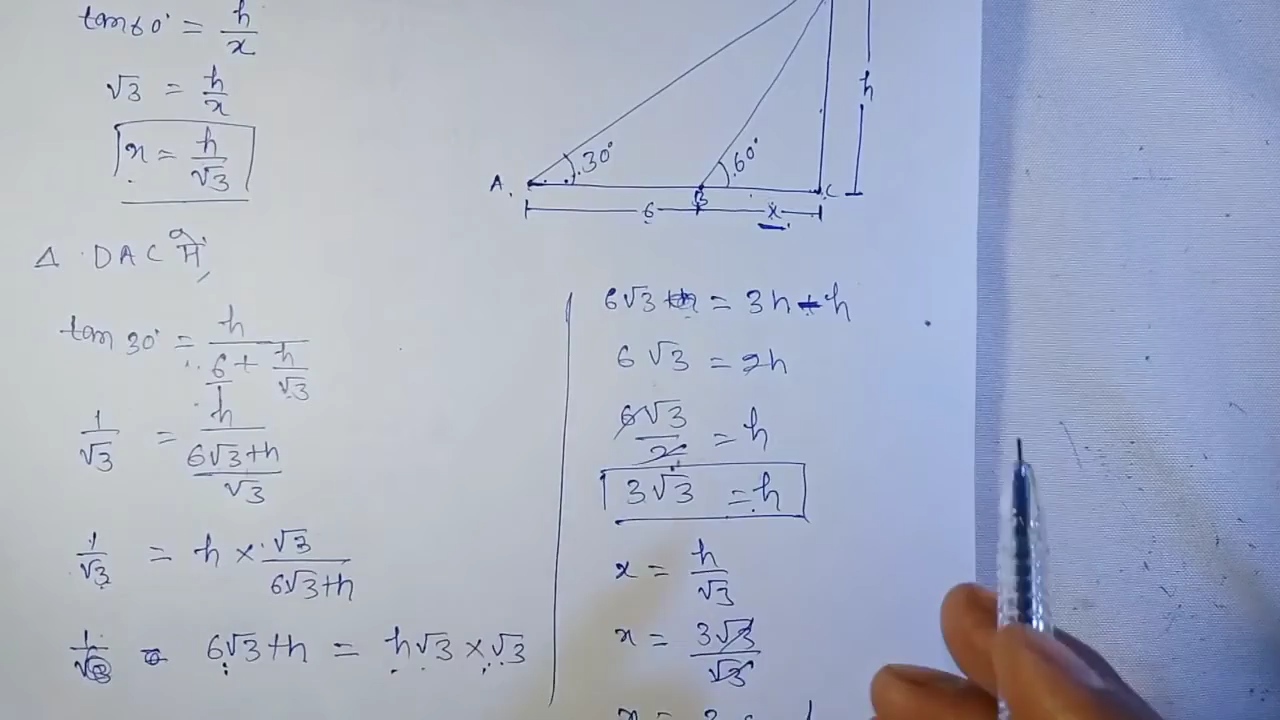 tan60° = h/x
√3 = h/x
x = h/√3
Δ DAC में,
tan 30° = h/(6 + h/√3)
1/√3 = h/((6√3+h)/√3)
1/√3 = h × √3/(6√3+h)
6√3+h = h√3 × √3
h
30°
60°
A.
B
C
6
x
6√3 = 3h - h
6√3 = 2h
6√3/2 = h
3√3 = h
x = h/√3
x = 3√3/√3